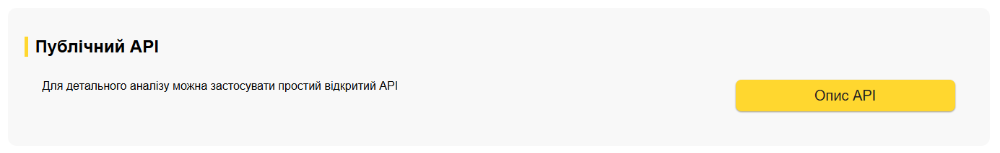 Публічний API
Для детального аналізу можна застосувати простий відкритий API
Опис API